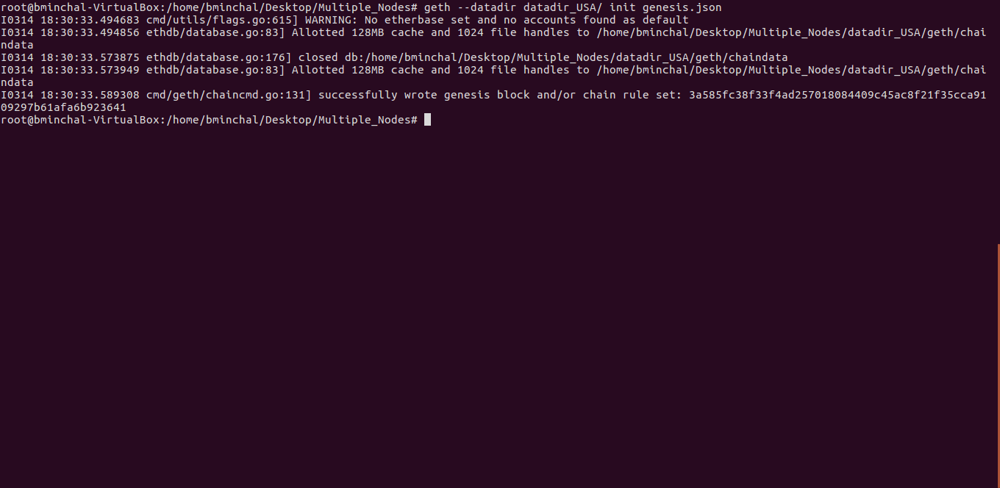 root@bminchal-VirtualBox:/home/bminchal/Desktop/Multiple_Nodes# geth --datadir datadir_USA/ init genesis.json
I0314 18:30:33.494683 cmd/utils/flags.go:615] WARNING: No etherbase set and no accounts found as default
I0314 18:30:33.494856 ethdb/database.go:83] Allotted 128MB cache and 1024 file handles to /home/bminchal/Desktop/Multiple_Nodes/datadir_USA/geth/chai
ndata
I0314 18:30:33.573875 ethdb/database.go:176] closed db:/home/bminchal/Desktop/Multiple_Nodes/datadir_USA/geth/chaindata
I0314 18:30:33.573949 ethdb/database.go:83] Allotted 128MB cache and 1024 file handles to /home/bminchal/Desktop/Multiple_Nodes/datadir_USA/geth/chai
ndata
I0314 18:30:33.589308 cmd/geth/chaincmd.go:131] successfully wrote genesis block and/or chain rule set: 3a585fc38f33f4ad257018084409c45ac8f21f35cca91
09297b61afa6b923641
root@bminchal-VirtualBox:/home/bminchal/Desktop/Multiple_Nodes#